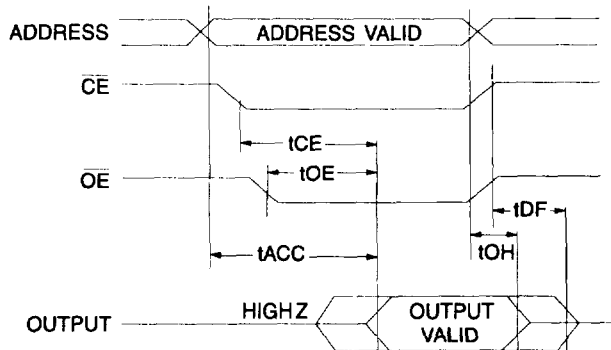 ADDRESS
ADDRESS VALID
CE
tCE
OE
tOE
tDF
tACC
tOH
OUTPUT
HIGH Z
OUTPUT
VALID